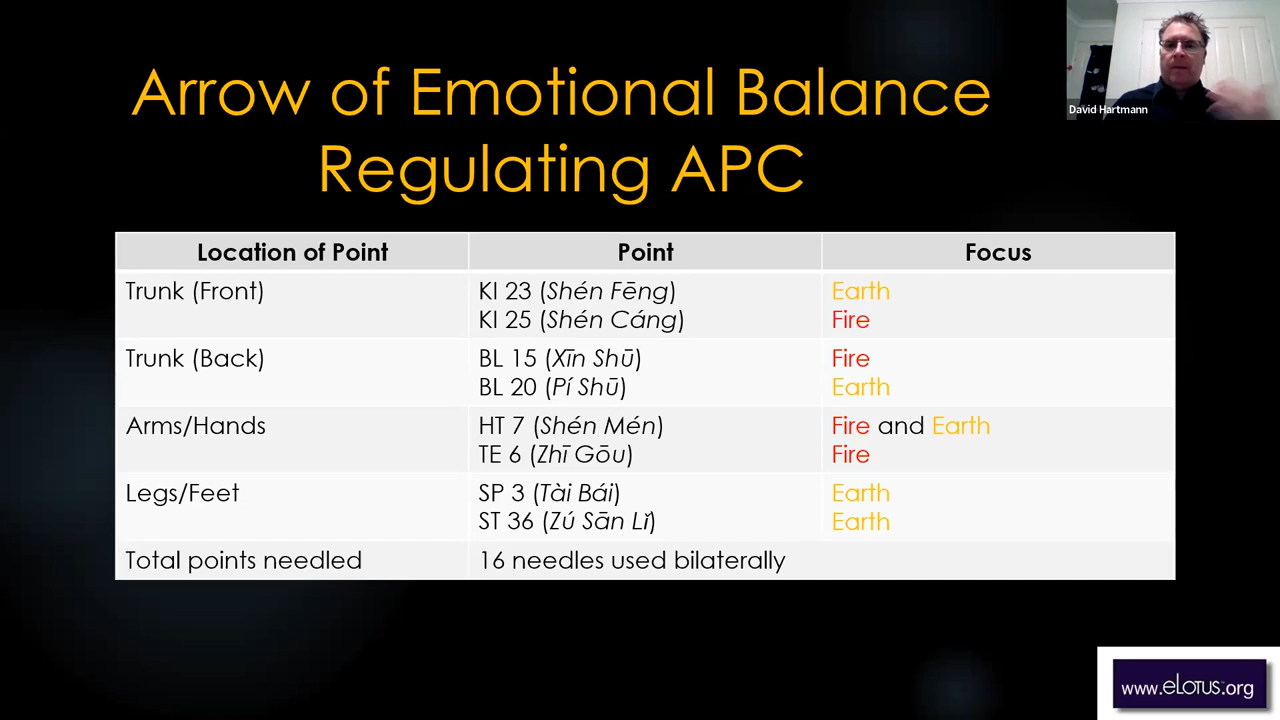 Arrow of Emotional Balance
Regulating APC
David Hartmann
Location of Point Point Focus
Trunk (Front) KI 23 (Shén Fēng) Earth
KI 25 (Shén Cáng) Fire
Trunk (Back) BL 15 (Xīn Shū) Fire
BL 20 (Pí Shū) Earth
Arms/Hands HT 7 (Shén Mén) Fire and Earth
TE 6 (Zhī Gōu) Fire
Legs/Feet SP 3 (Tài Bái) Earth
ST 36 (Zú Sān Lǐ) Earth
Total points needled 16 needles used bilaterally
www.eLotus.org